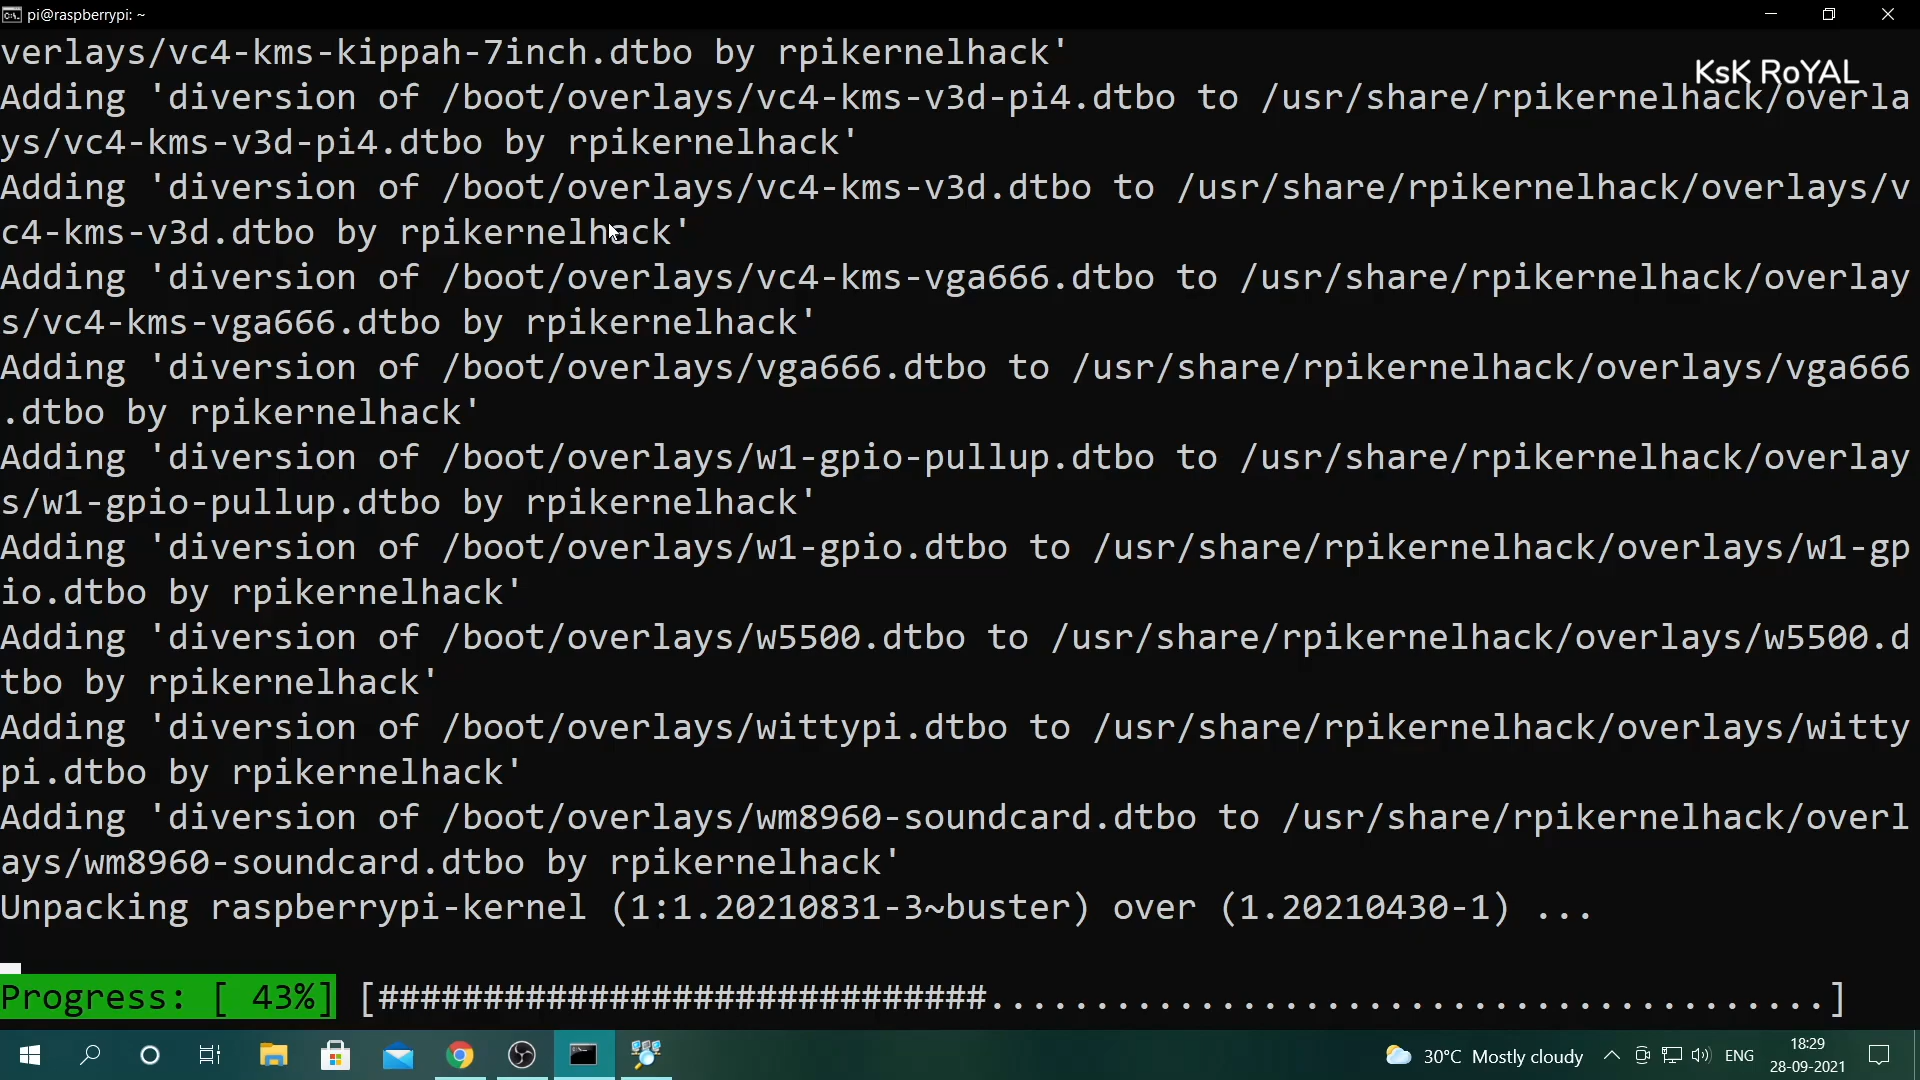 pi@raspberrypi: ~
verlays/vc4-kms-kippah-7inch.dtbo by rpikernelhack'
KsK RoYAL
Adding 'diversion of /boot/overlays/vc4-kms-v3d-pi4.dtbo to /usr/share/rpikernelhack/overla
ys/vc4-kms-v3d-pi4.dtbo by rpikernelhack'
Adding 'diversion of /boot/overlays/vc4-kms-v3d.dtbo to /usr/share/rpikernelhack/overlays/v
c4-kms-v3d.dtbo by rpikernelhack'
Adding 'diversion of /boot/overlays/vc4-kms-vga666.dtbo to /usr/share/rpikernelhack/overlay
s/vc4-kms-vga666.dtbo by rpikernelhack'
Adding 'diversion of /boot/overlays/vga666.dtbo to /usr/share/rpikernelhack/overlays/vga666
.dtbo by rpikernelhack'
Adding 'diversion of /boot/overlays/w1-gpio-pullup.dtbo to /usr/share/rpikernelhack/overlay
s/w1-gpio-pullup.dtbo by rpikernelhack'
Adding 'diversion of /boot/overlays/w1-gpio.dtbo to /usr/share/rpikernelhack/overlays/w1-gp
io.dtbo by rpikernelhack'
Adding 'diversion of /boot/overlays/w5500.dtbo to /usr/share/rpikernelhack/overlays/w5500.d
tbo by rpikernelhack'
Adding 'diversion of /boot/overlays/wittypi.dtbo to /usr/share/rpikernelhack/overlays/witty
pi.dtbo by rpikernelhack'
Adding 'diversion of /boot/overlays/wm8960-soundcard.dtbo to /usr/share/rpikernelhack/overl
ays/wm8960-soundcard.dtbo by rpikernelhack'
Unpacking raspberrypi-kernel (1:1.20210831-3~buster) over (1.20210430-1) ...
Progress: [ 43%] [#############################........................................]
30°C Mostly cloudy ENG 18:29
28-09-2021